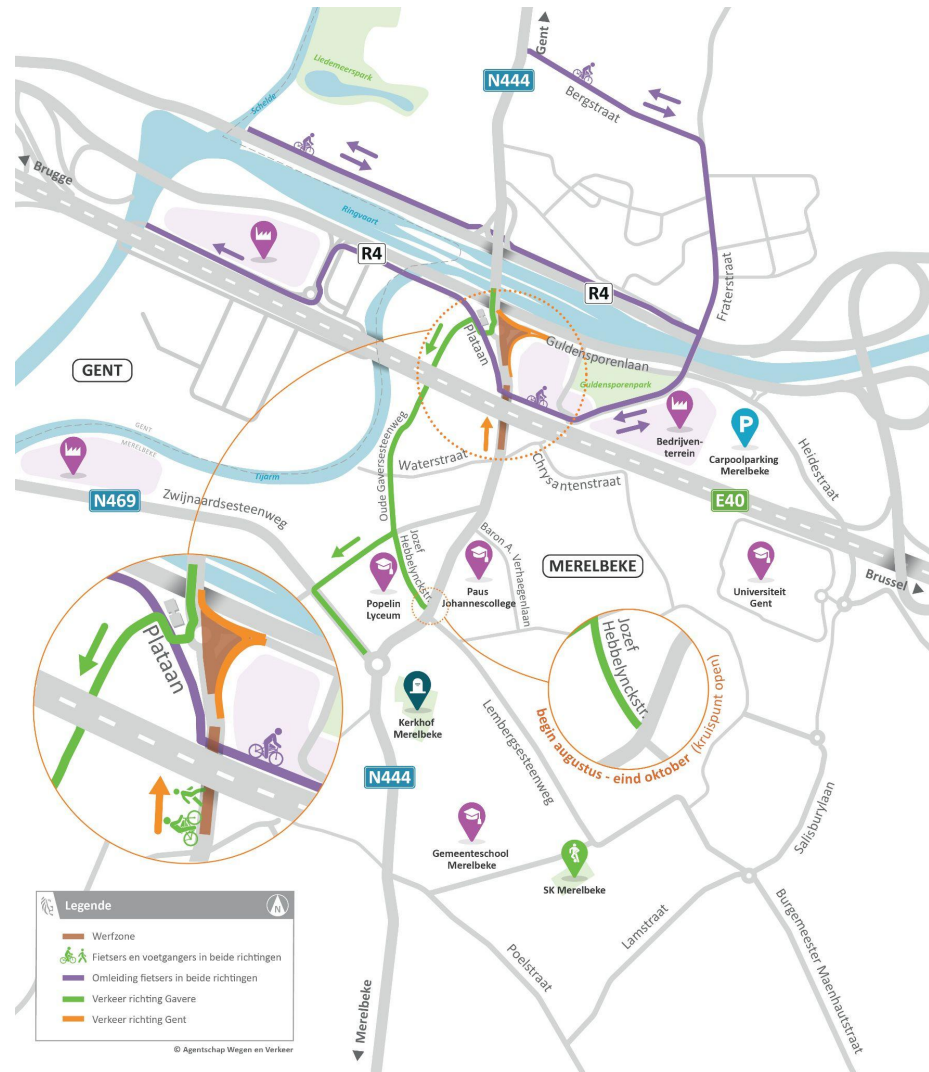 Gent
N444
Liedemeerspark
Bergstraat
Schelde
Brugge
Ringvaart
R4
R4
Fraterstraat
Plataan
Guldensporenlaan
Guldensporenpark
GENT
Bedrijven-
terrein
Carpoolparking
Merelbeke
Heidestraat
Oude Gaversesteenweg
Waterstraat
Chrysantenstraat
GENT
MERELBEKE
Tijarm
N469
Zwijnaardsesteenweg
E40
Jozef
Hebbelynckstr.
Baron A. Verhaegenlaan
MERELBEKE
Popelin
Lyceum
Paus
Johannescollege
Universiteit
Gent
Brussel
Plataan
Jozef
Hebbelynckstr.
begin augustus - eind oktober (kruispunt open)
Kerkhof
Merelbeke
Lembergsesteenweg
N444
Salisburylaan
Gemeenteschool
Merelbeke
SK Merelbeke
Lamstraat
Poelstraat
Burgemeester Maenhautstraat
Merelbeke
Legende
N
Werfzone
Fietsers en voetgangers in beide richtingen
Omleiding fietsers in beide richtingen
Verkeer richting Gavere
Verkeer richting Gent
© Agentschap Wegen en Verkeer
P